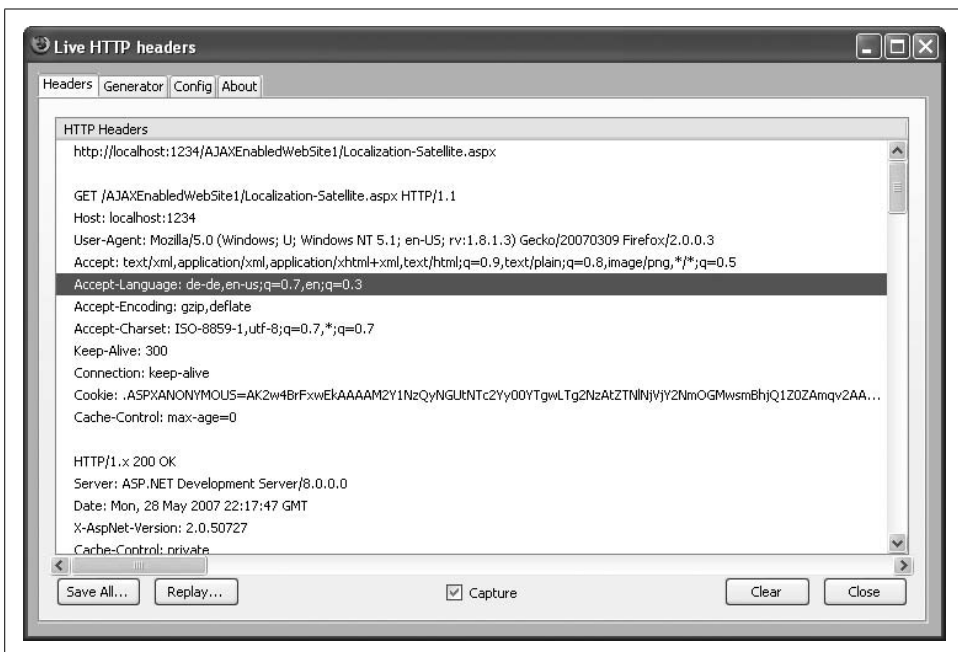 Live HTTP headers
Headers Generator Config About
HTTP Headers
http://localhost:1234/AJAXEnabledWebSite1/Localization-Satellite.aspx
GET /AJAXEnabledWebSite1/Localization-Satellite.aspx HTTP/1.1
Host: localhost:1234
User-Agent: Mozilla/5.0 (Windows; U; Windows NT 5.1; en-US; rv:1.8.1.3) Gecko/20070309 Firefox/2.0.0.3
Accept: text/xml,application/xml,application/xhtml+xml,text/html;q=0.9,text/plain;q=0.8,image/png,*/*;q=0.5
Accept-Language: de-de,en-us;q=0.7,en;q=0.3
Accept-Encoding: gzip,deflate
Accept-Charset: ISO-8859-1,utf-8;q=0.7,*;q=0.7
Keep-Alive: 300
Connection: keep-alive
Cookie: .ASPXANONYMOUS=AK2w4BrFxwEkAAAAM2Y1NzQyNGUtNTc2Yy00YTgwLTg2NzAtZTNlNjVjY2NmOGMwsmBhjQ1Z0ZAmqv2AA...
Cache-Control: max-age=0
HTTP/1.x 200 OK
Server: ASP.NET Development Server/8.0.0.0
Date: Mon, 28 May 2007 22:17:47 GMT
X-AspNet-Version: 2.0.50727
Cache-Control: private
Save All... Replay... Capture Clear Close